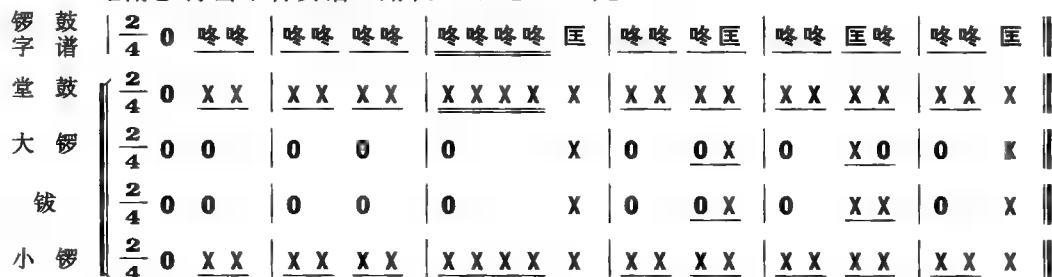 锣鼓字谱 | 2/4 0 咚咚 | 咚咚 咚咚 | 咚咚咚咚 匡 | 咚咚 咚匡 | 咚咚 匡咚 | 咚咚 匡 ‖
堂鼓 2/4 0 X X | X X X X | X X X X X | X X X X | X X X X | X X X ‖
大锣 2/4 0 0 | 0 0 | 0 X | 0 0 X | 0 X 0 | 0 X ‖
钹 2/4 0 0 | 0 0 | 0 X | 0 0 X | 0 X X | 0 X ‖
小锣 2/4 0 X X | X X X X | X X X X X | X X X X | X X X X | X X X ‖